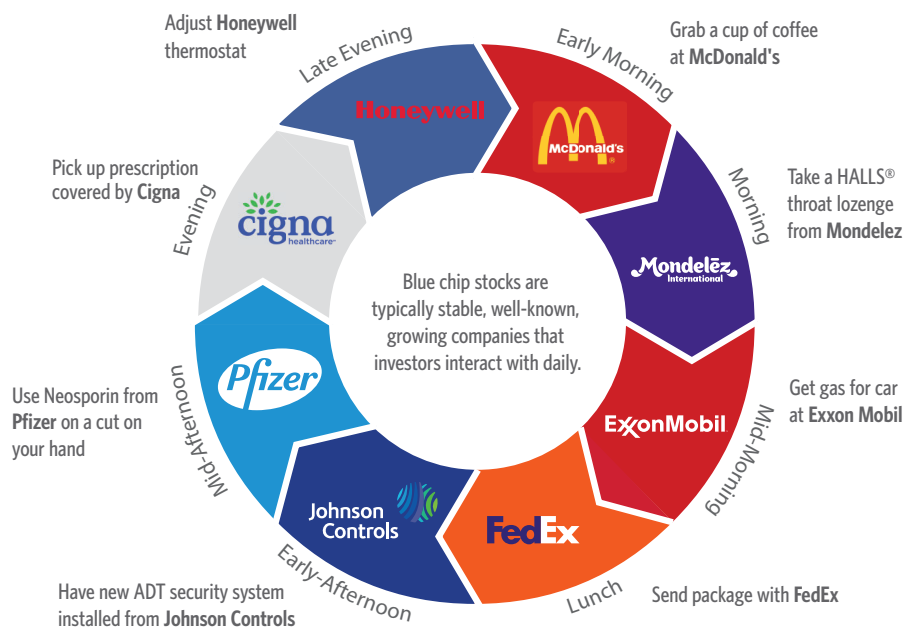 Adjust Honeywell
thermostat
Late Evening
Honeywell
Early Morning
McDonald's
®
Grab a cup of coffee
at McDonald's
Morning
Mondelēz
International
Take a HALLS®
throat lozenge
from Mondelez
Mid-Morning
ExxonMobil
Get gas for car
at Exxon Mobil
Lunch
FedEx
Send package with FedEx
Early-Afternoon
Johnson
Controls
Have new ADT security system
installed from Johnson Controls
Mid-Afternoon
Pfizer
Use Neosporin from
Pfizer on a cut on
your hand
Evening
cigna
healthcare
Pick up prescription
covered by Cigna
Blue chip stocks are
typically stable, well-known,
growing companies that
investors interact with daily.